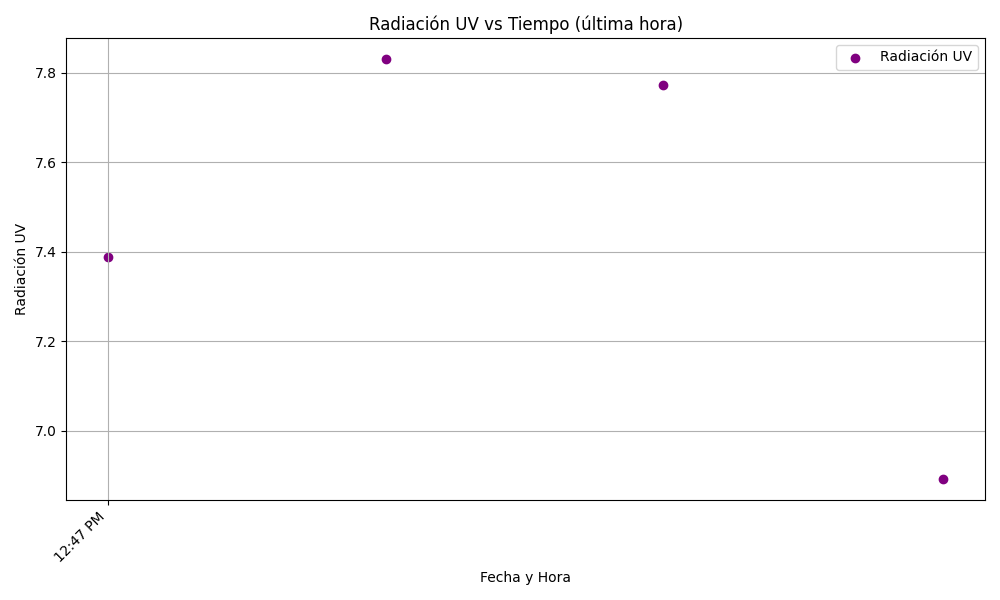 Radiación UV vs Tiempo (última hora)
Radiación UV
7.8
7.6
7.4
7.2
7.0
Radiación UV
12:47 PM
Fecha y Hora